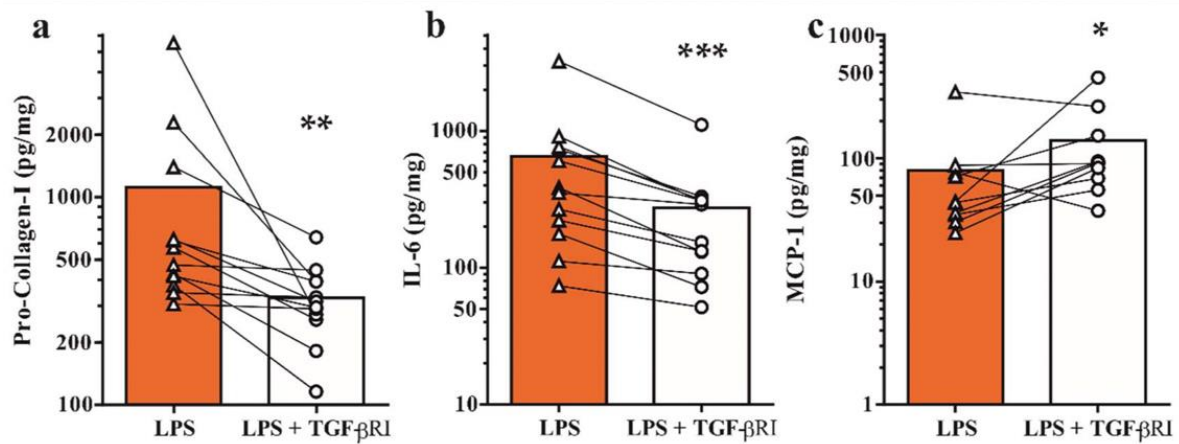 a
**
Pro-Collagen-I (pg/mg)
2000
1000
500
200
100
LPS
LPS + TGF-βRI
b
***
IL-6 (pg/mg)
1000
500
100
50
10
LPS
LPS + TGF-βRI
c
*
MCP-1 (pg/mg)
1000
500
100
50
10
1
LPS
LPS + TGF-βRI